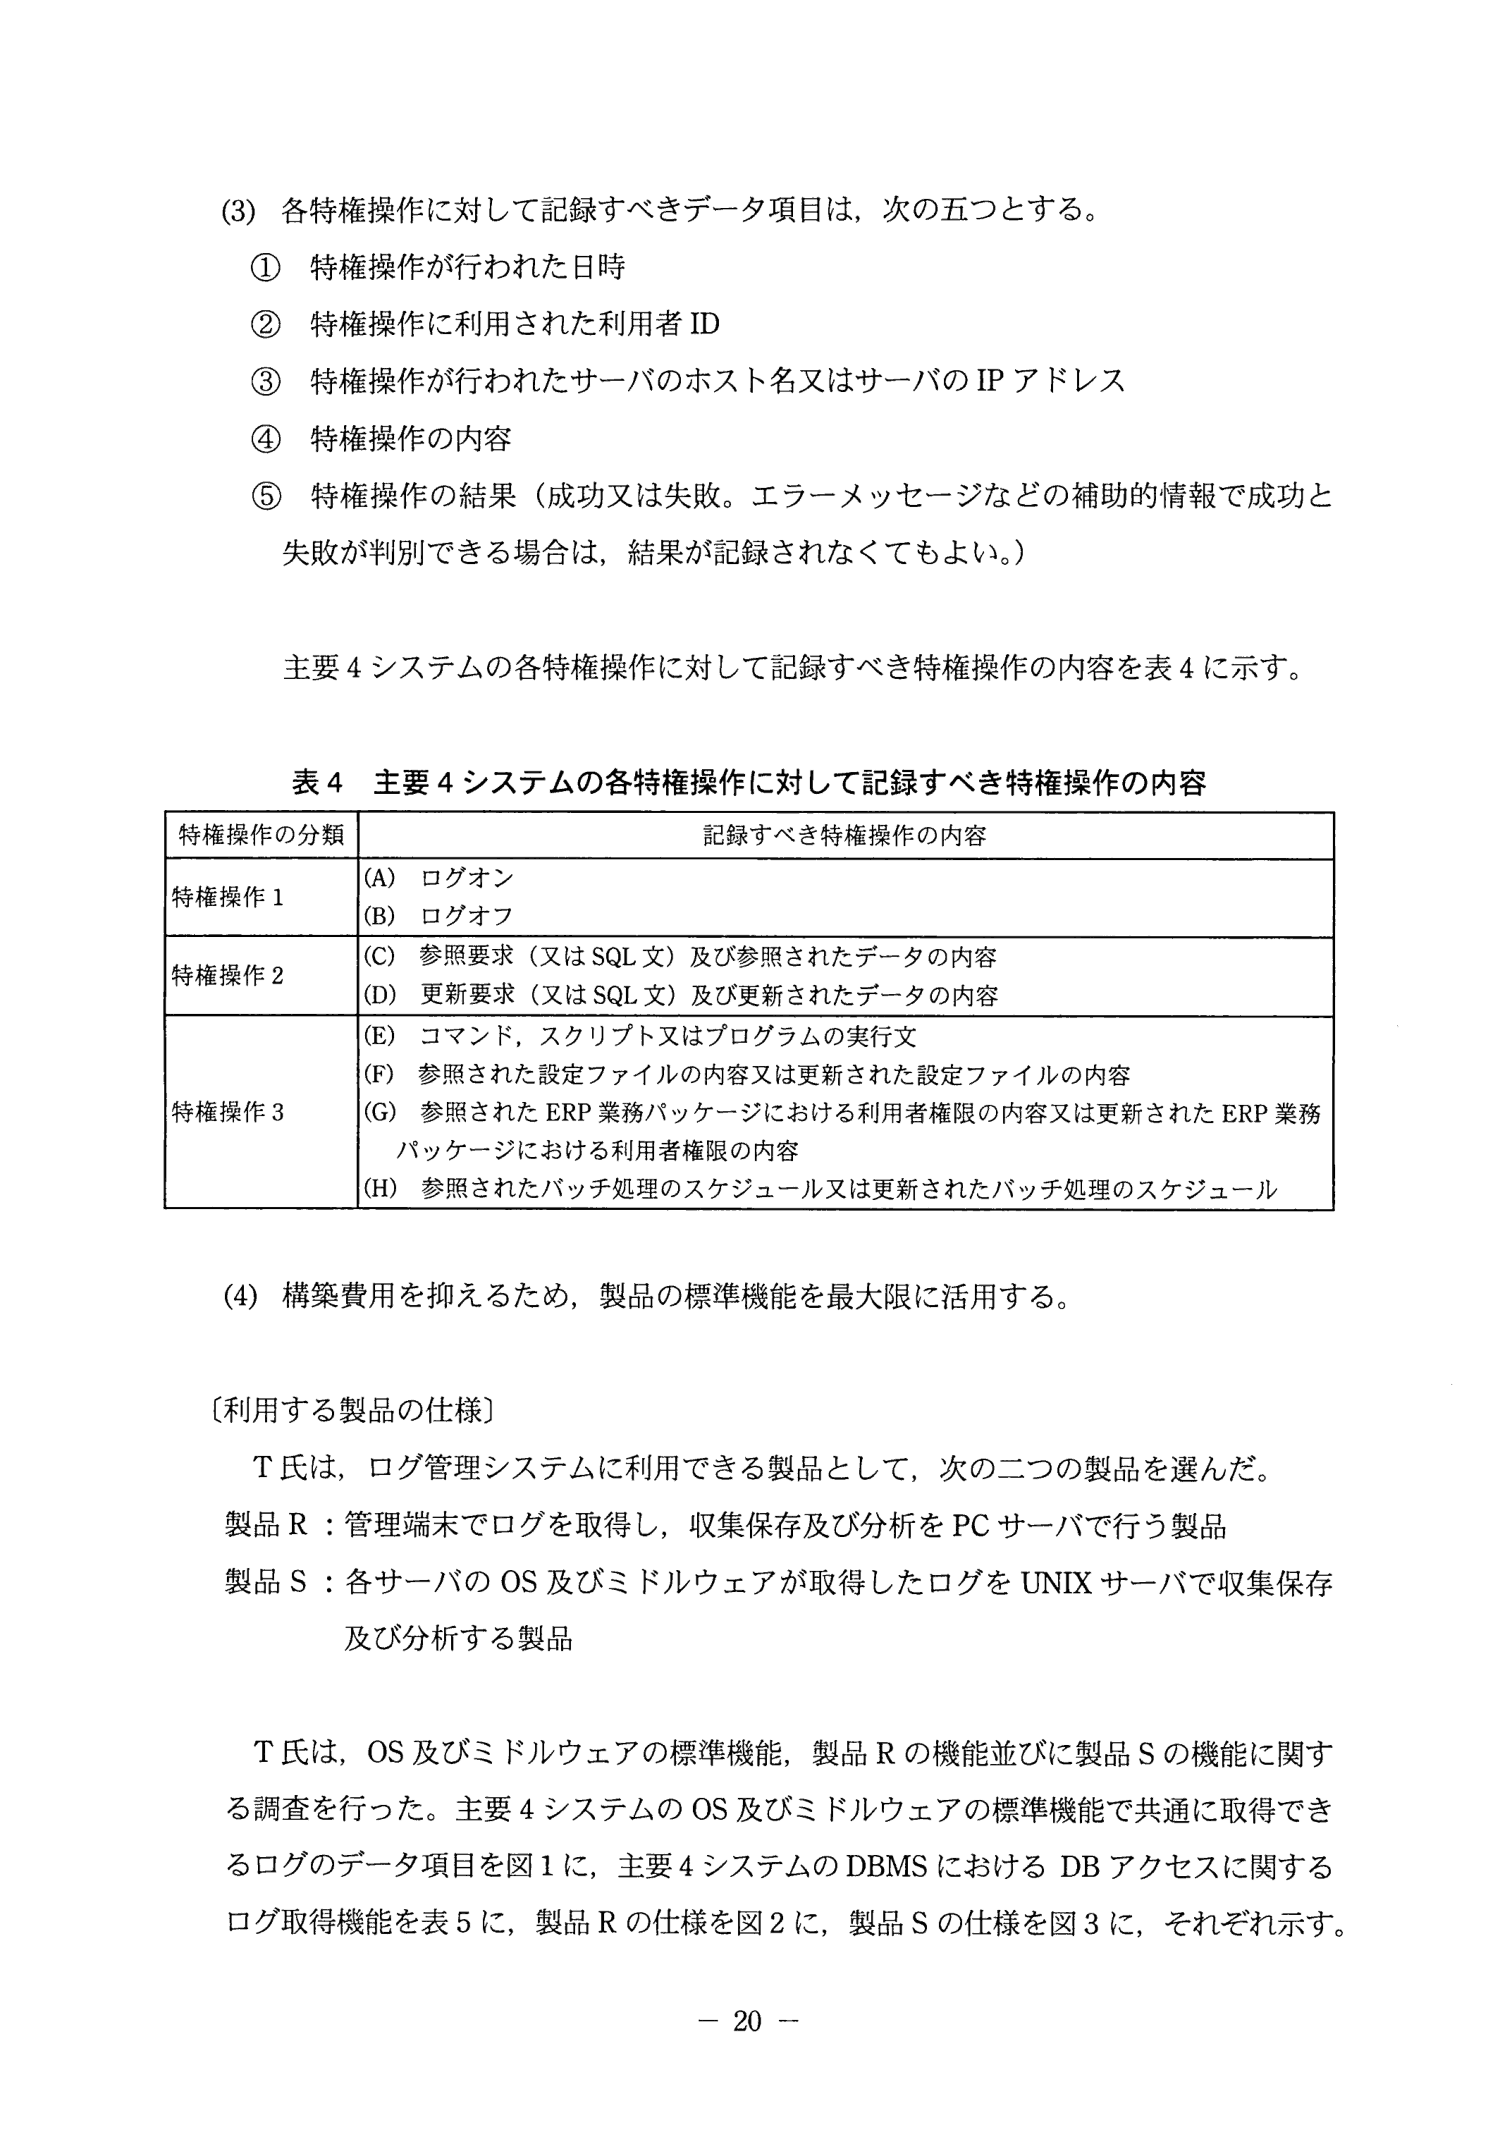 (3) 各特権操作に対して記録すべきデータ項目は，次の五つとする。
① 特権操作が行われた日時
② 特権操作に利用された利用者 ID
③ 特権操作が行われたサーバのホスト名又はサーバの IP アドレス
④ 特権操作の内容
⑤ 特権操作の結果（成功又は失敗。エラーメッセージなどの補助的情報で成功と
失敗が判別できる場合は，結果が記録されなくてもよい。）
主要 4 システムの各特権操作に対して記録すべき特権操作の内容を表 4 に示す。
表 4 主要 4 システムの各特権操作に対して記録すべき特権操作の内容
特権操作の分類 記録すべき特権操作の内容
特権操作 1
(A) ログオン
(B) ログオフ
特権操作 2
(C) 参照要求（又は SQL 文）及び参照されたデータの内容
(D) 更新要求（又は SQL 文）及び更新されたデータの内容
特権操作 3
(E) コマンド，スクリプト又はプログラムの実行文
(F) 参照された設定ファイルの内容又は更新された設定ファイルの内容
(G) 参照された ERP 業務パッケージにおける利用者権限の内容又は更新された ERP 業務
パッケージにおける利用者権限の内容
(H) 参照されたバッチ処理のスケジュール又は更新されたバッチ処理のスケジュール
(4) 構築費用を抑えるため，製品の標準機能を最大限に活用する。
〔利用する製品の仕様〕
T 氏は，ログ管理システムに利用できる製品として，次の二つの製品を選んだ。
製品 R ：管理端末でログを取得し，収集保存及び分析を PC サーバで行う製品
製品 S ：各サーバの OS 及びミドルウェアが取得したログを UNIX サーバで収集保存
及び分析する製品
T 氏は，OS 及びミドルウェアの標準機能，製品 R の機能並びに製品 S の機能に関す
る調査を行った。主要 4 システムの OS 及びミドルウェアの標準機能で共通に取得でき
るログのデータ項目を図 1 に，主要 4 システムの DBMS における DB アクセスに関する
ログ取得機能を表 5 に，製品 R の仕様を図 2 に，製品 S の仕様を図 3 に，それぞれ示す。
－ 20 －